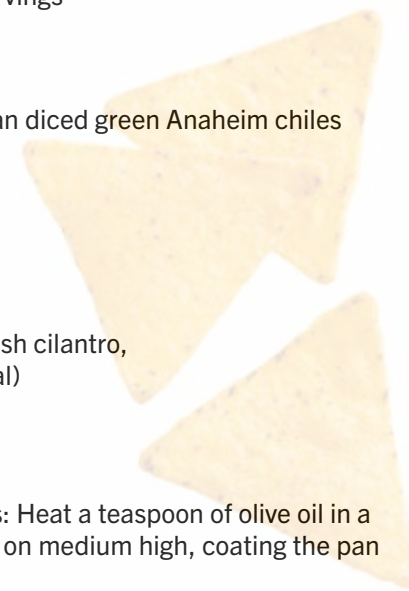 vings
an diced green Anaheim chiles
sh cilantro,
al)
s: Heat a teaspoon of olive oil in a
on medium high, coating the pan